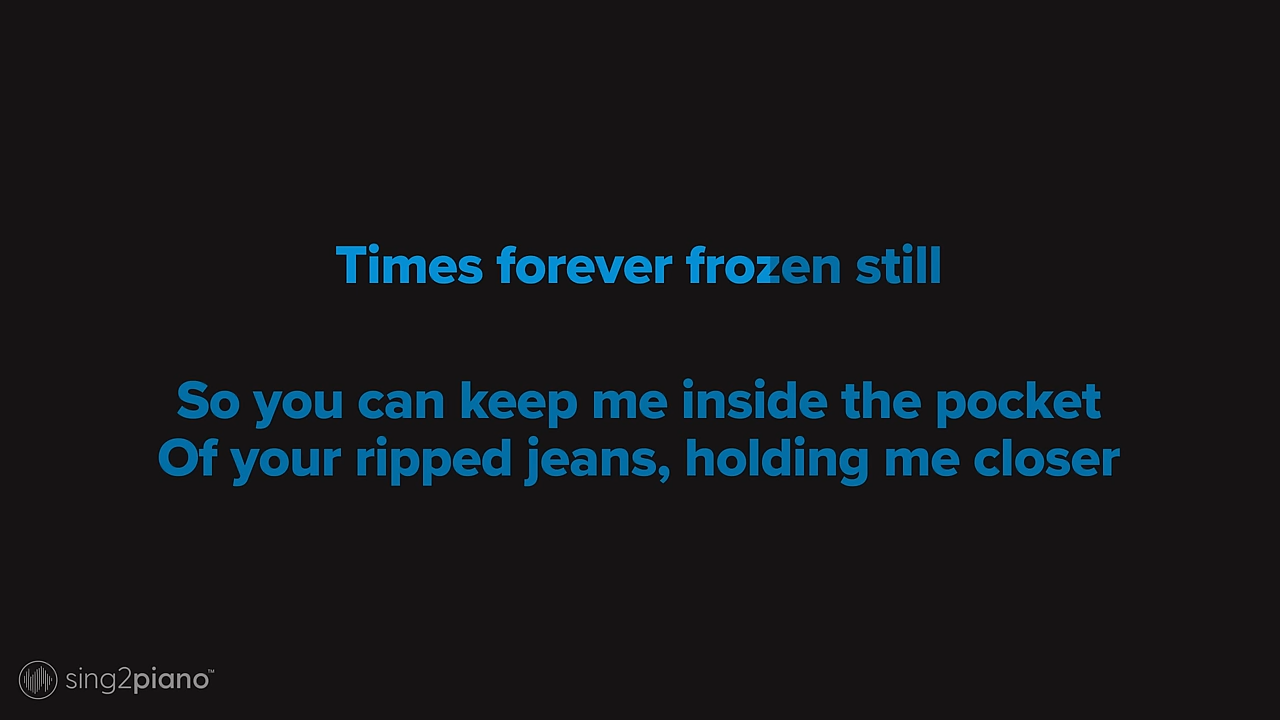 Times forever frozen still
So you can keep me inside the pocket
Of your ripped jeans, holding me closer
sing2piano™